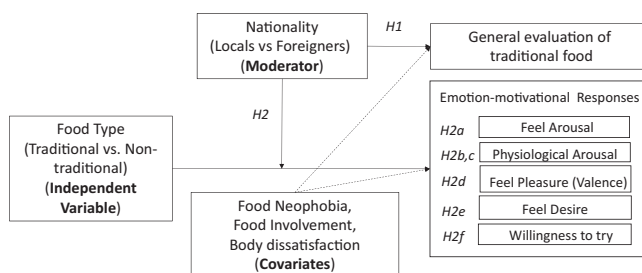 Nationality
(Locals vs Foreigners)
(Moderator)
H1
General evaluation of
traditional food
H2
Food Type
(Traditional vs. Non-
traditional)
(Independent
Variable)
Emotion-motivational Responses
H2a
Feel Arousal
H2b,c
Physiological Arousal
H2d
Feel Pleasure (Valence)
H2e
Feel Desire
H2f
Willingness to try
Food Neophobia,
Food Involvement,
Body dissatisfaction
(Covariates)